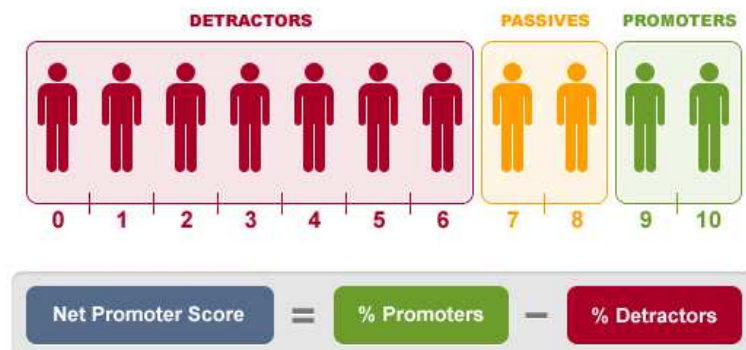 DETRACTORS PASSIVES PROMOTERS
0 1 2 3 4 5 6 7 8 9 10
Net Promoter Score = % Promoters − % Detractors